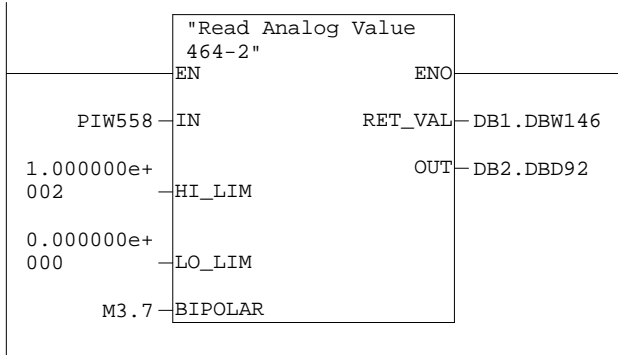 "Read Analog Value
464-2"
EN ENO
PIW558 IN RET_VAL DB1.DBW146
1.000000e+ OUT DB2.DBD92
002 HI_LIM
0.000000e+
000 LO_LIM
M3.7 BIPOLAR